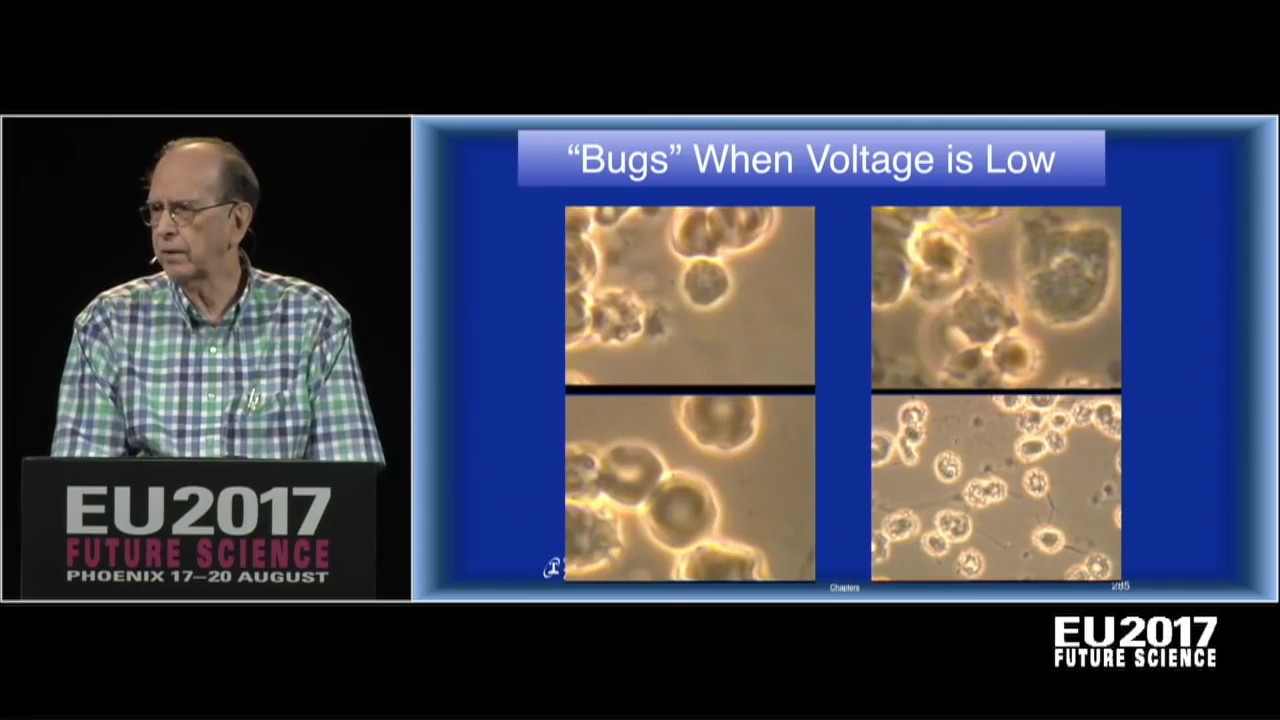 "Bugs" When Voltage is Low
EU2017
FUTURE SCIENCE
PHOENIX 17–20 AUGUST
Chapters
285
EU2017
FUTURE SCIENCE